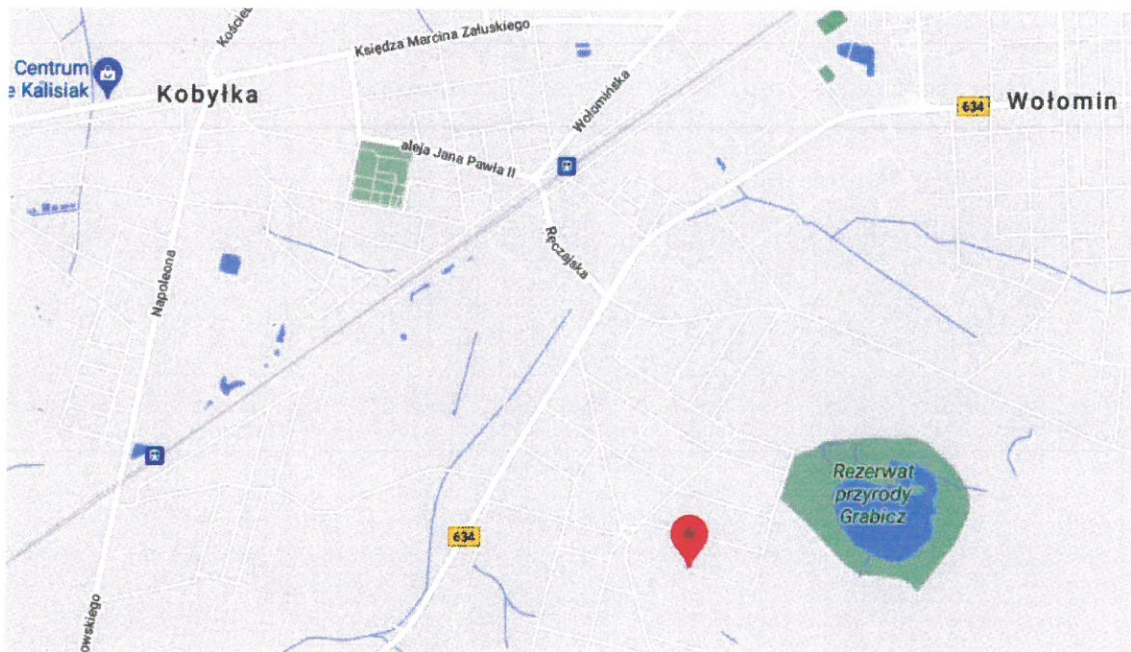 Koście
Księdza Marcina Załuskiego
Centrum
e Kalisiak
Kobyłka
Wołomińska
634
Wołomin
aleja Jana Pawła II
Ręczajska
Napoleona
Rezerwat
przyrody
Grabicz
634
owskiego